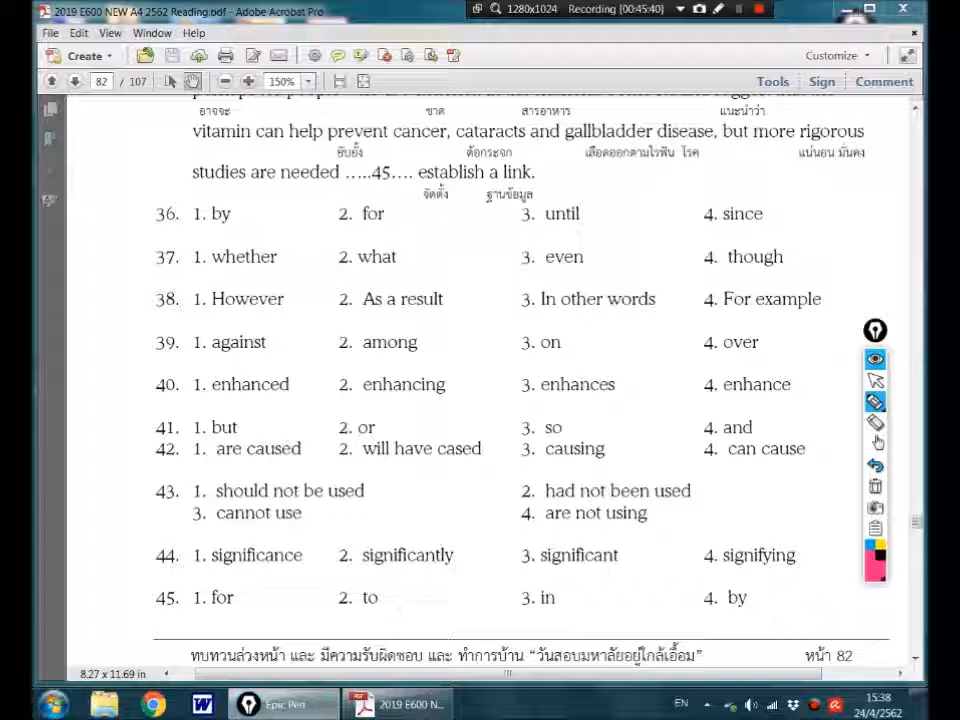 2019 E600 NEW A4 2562 Reading.pdf - Adobe Acrobat Pro
1280x1024 Recording [00:45:40]
File Edit View Window Help
Create Customize
82 / 107 150% Tools Sign Comment
อาจจะ ขาด สารอาหาร แนะนำว่า
vitamin can help prevent cancer, cataracts and gallbladder disease, but more rigorous
ยับยั้ง ต้อกระจก เลือดออกตามไรฟัน โรค แน่นอน มั่นคง
studies are needed …..45…. establish a link.
จัดตั้ง ฐานข้อมูล
36. 1. by 2. for 3. until 4. since
37. 1. whether 2. what 3. even 4. though
38. 1. However 2. As a result 3. In other words 4. For example
39. 1. against 2. among 3. on 4. over
40. 1. enhanced 2. enhancing 3. enhances 4. enhance
41. 1. but 2. or 3. so 4. and
42. 1. are caused 2. will have cased 3. causing 4. can cause
43. 1. should not be used 2. had not been used
3. cannot use 4. are not using
44. 1. significance 2. significantly 3. significant 4. signifying
45. 1. for 2. to 3. in 4. by
ทบทวนล่วงหน้า และ มีความรับผิดชอบ และ ทำการบ้าน “วันสอบมหาลัยอยู่ใกล้เอื้อม” หน้า 82
8.27 x 11.69 in
Epic Pen 2019 E600 N... EN 15:38
24/4/2562